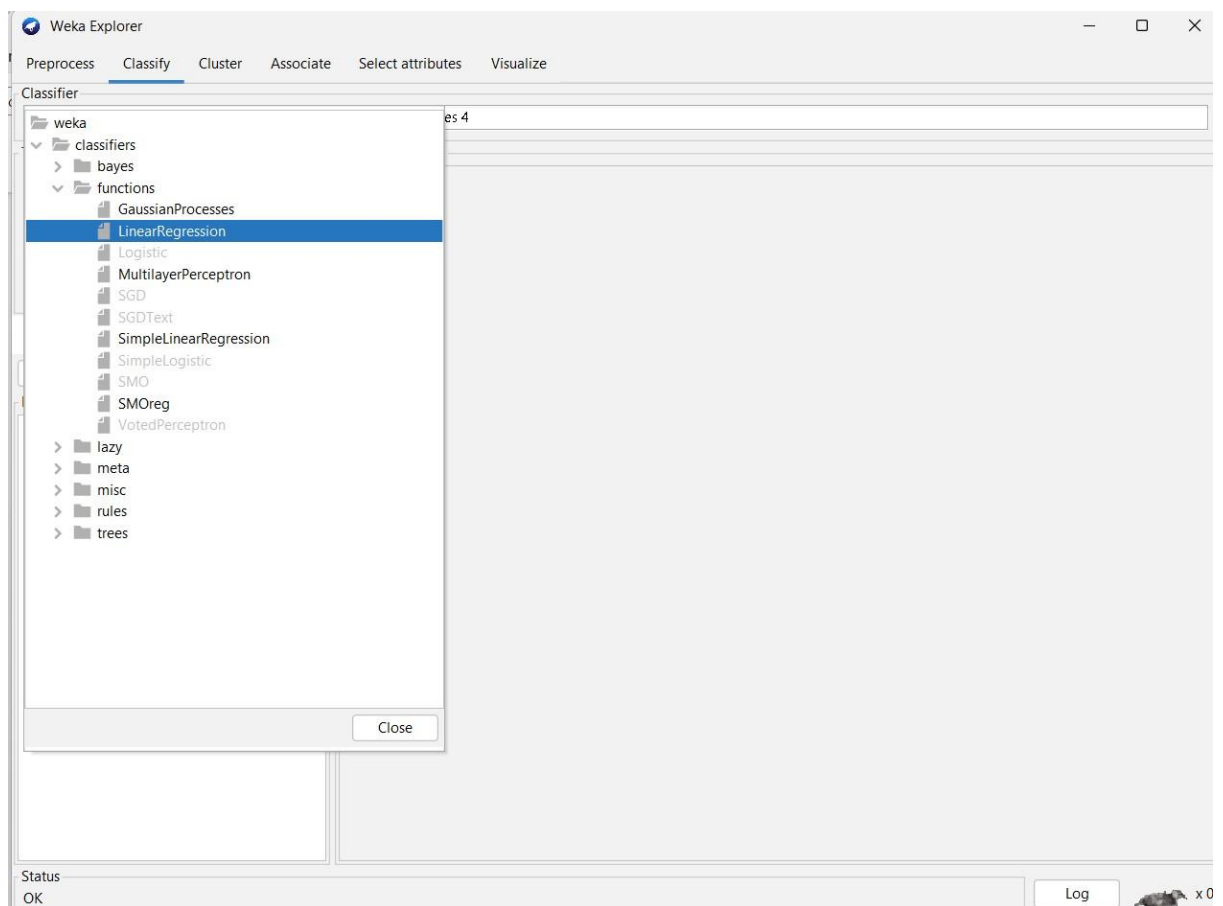 Weka Explorer
Preprocess Classify Cluster Associate Select attributes Visualize
Classifier
es 4
weka
classifiers
bayes
functions
GaussianProcesses
LinearRegression
Logistic
MultilayerPerceptron
SGD
SGDText
SimpleLinearRegression
SimpleLogistic
SMO
SMOreg
VotedPerceptron
lazy
meta
misc
rules
trees
Close
Status
OK
Log
x 0